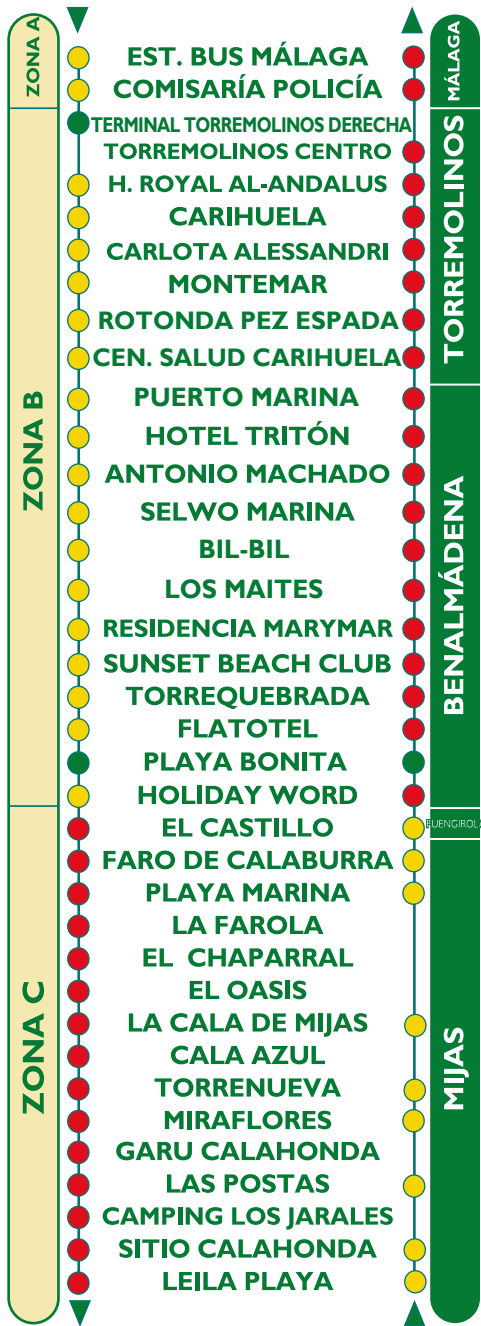 ZONA A
ZONA B
ZONA C
EST. BUS MÁLAGA
COMISARÍA POLICÍA
TERMINAL TORREMOLINOS DERECHA
TORREMOLINOS CENTRO
H. ROYAL AL-ANDALUS
CARIHUELA
CARLOTA ALESSANDRI
MONTEMAR
ROTONDA PEZ ESPADA
CEN. SALUD CARIHUELA
PUERTO MARINA
HOTEL TRITÓN
ANTONIO MACHADO
SELWO MARINA
BIL-BIL
LOS MAITES
RESIDENCIA MARYMAR
SUNSET BEACH CLUB
TORREQUEBRADA
FLATOTEL
PLAYA BONITA
HOLIDAY WORD
EL CASTILLO
FARO DE CALABURRA
PLAYA MARINA
LA FAROLA
EL CHAPARRAL
EL OASIS
LA CALA DE MIJAS
CALA AZUL
TORRENUEVA
MIRAFLORES
GARU CALAHONDA
LAS POSTAS
CAMPING LOS JARALES
SITIO CALAHONDA
LEILA PLAYA
MÁLAGA
TORREMOLINOS
BENALMÁDENA
FUENGIROLA
MIJAS